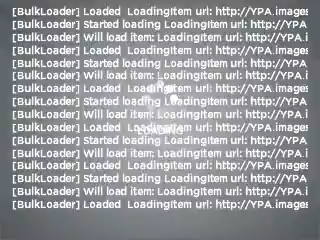 [BulkLoader] Loaded  LoadingItem url: http://YPA.images
[BulkLoader] Started loading LoadingItem url: http://YPA
[BulkLoader] Will load item: LoadingItem url: http://YPA.i
[BulkLoader] Loaded  LoadingItem url: http://YPA.images
[BulkLoader] Started loading LoadingItem url: http://YPA
[BulkLoader] Will load item: LoadingItem url: http://YPA.i
[BulkLoader] Loaded  LoadingItem url: http://YPA.images
[BulkLoader] Started loading LoadingItem url: http://YPA
[BulkLoader] Will load item: LoadingItem url: http://YPA.i
[BulkLoader] Loaded  LoadingItem url: http://YPA.images
LOADING
[BulkLoader] Started loading LoadingItem url: http://YPA
[BulkLoader] Will load item: LoadingItem url: http://YPA.i
[BulkLoader] Loaded  LoadingItem url: http://YPA.images
[BulkLoader] Started loading LoadingItem url: http://YPA
[BulkLoader] Will load item: LoadingItem url: http://YPA.i
[BulkLoader] Loaded  LoadingItem url: http://YPA.images